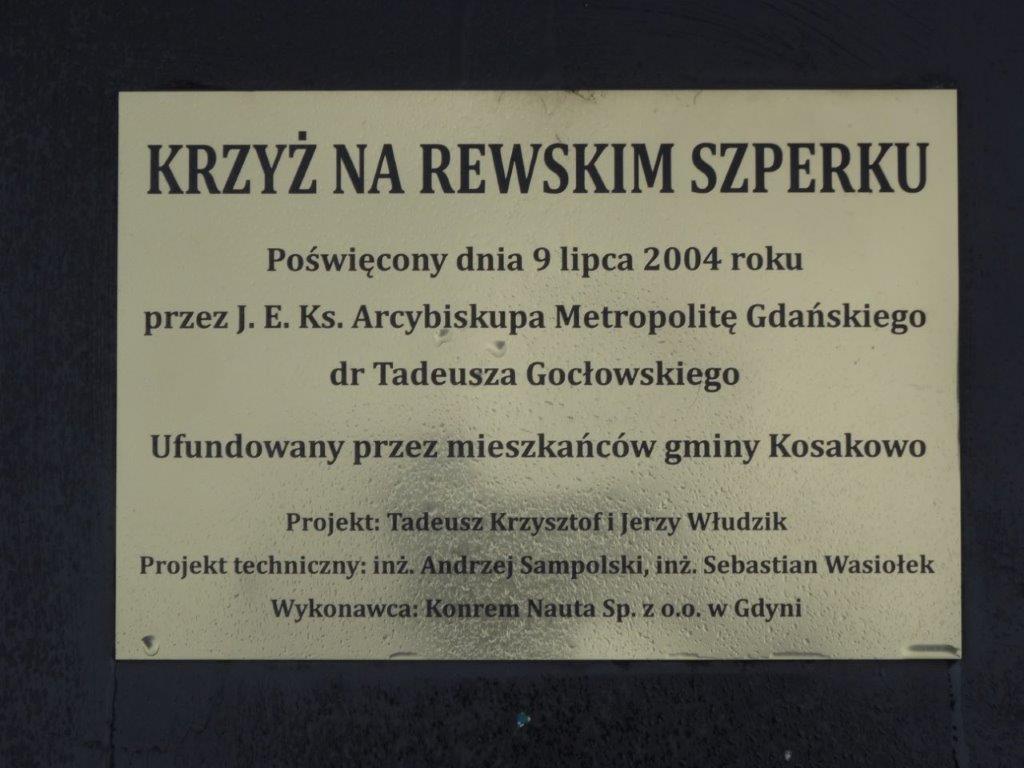 KRZYŻ NA REWSKIM SZPERKU
Poświęcony dnia 9 lipca 2004 roku
przez J. E. Ks. Arcybiskupa Metropolitę Gdańskiego
dr Tadeusza Gocłowskiego
Ufundowany przez mieszkańców gminy Kosakowo
Projekt: Tadeusz Krzysztof i Jerzy Włudzik
Projekt techniczny: inż. Andrzej Sampolski, inż. Sebastian Wasiołek
Wykonawca: Konrem Nauta Sp. z o.o. w Gdyni